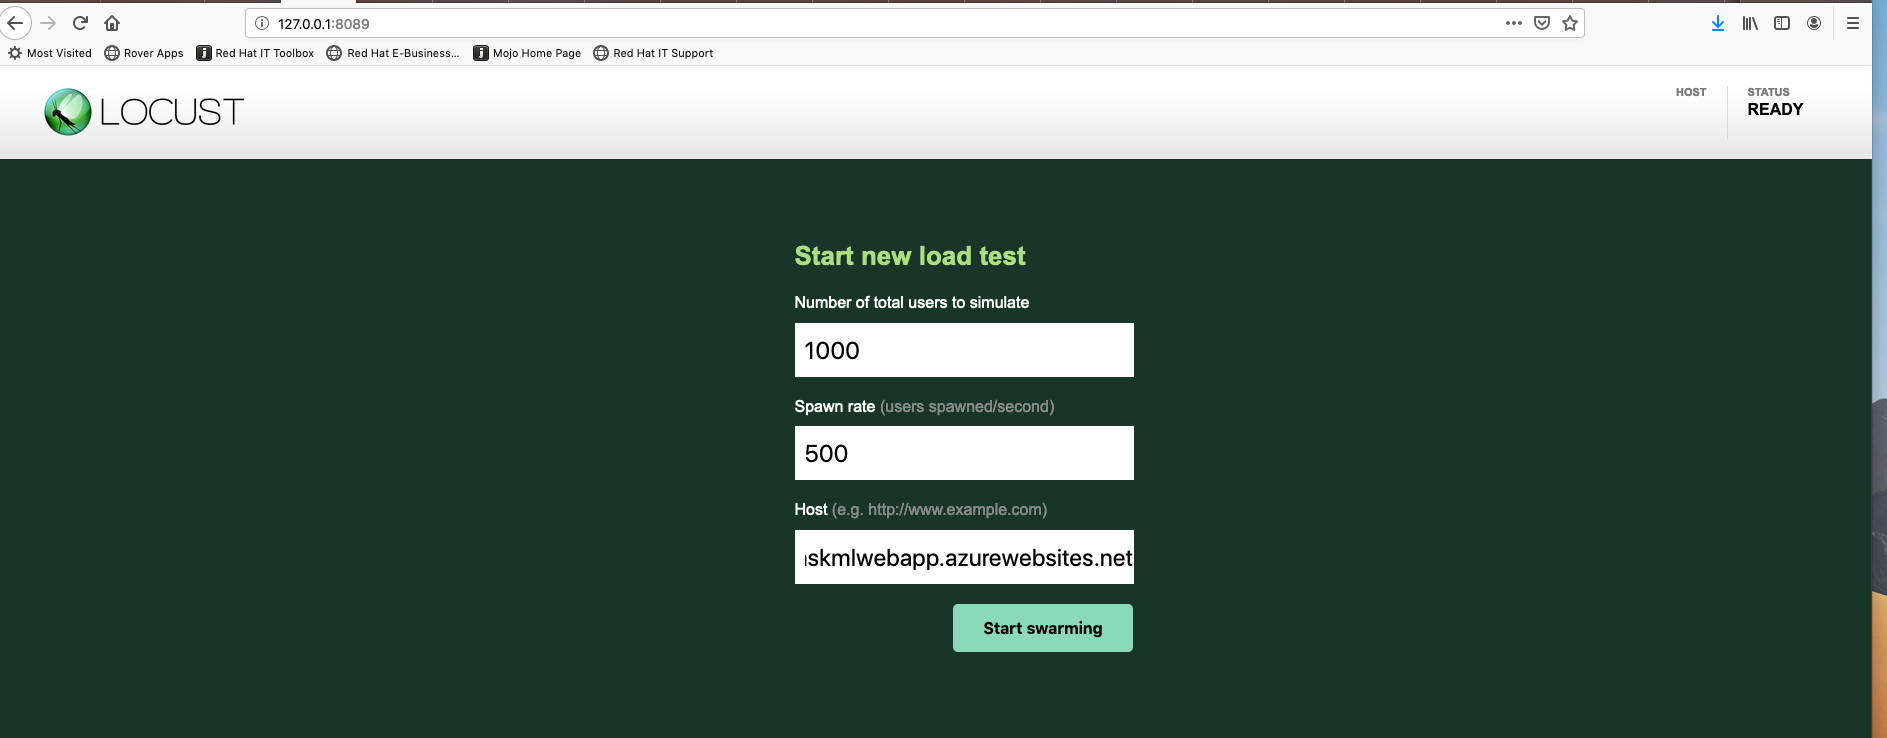 127.0.0.1:8089
Most Visited Rover Apps Red Hat IT Toolbox Red Hat E-Business... Mojo Home Page Red Hat IT Support
LOCUST
HOST
STATUS
READY
Start new load test
Number of total users to simulate
1000
Spawn rate (users spawned/second)
500
Host (e.g. http://www.example.com)
skmlwebapp.azurewebsites.net
Start swarming